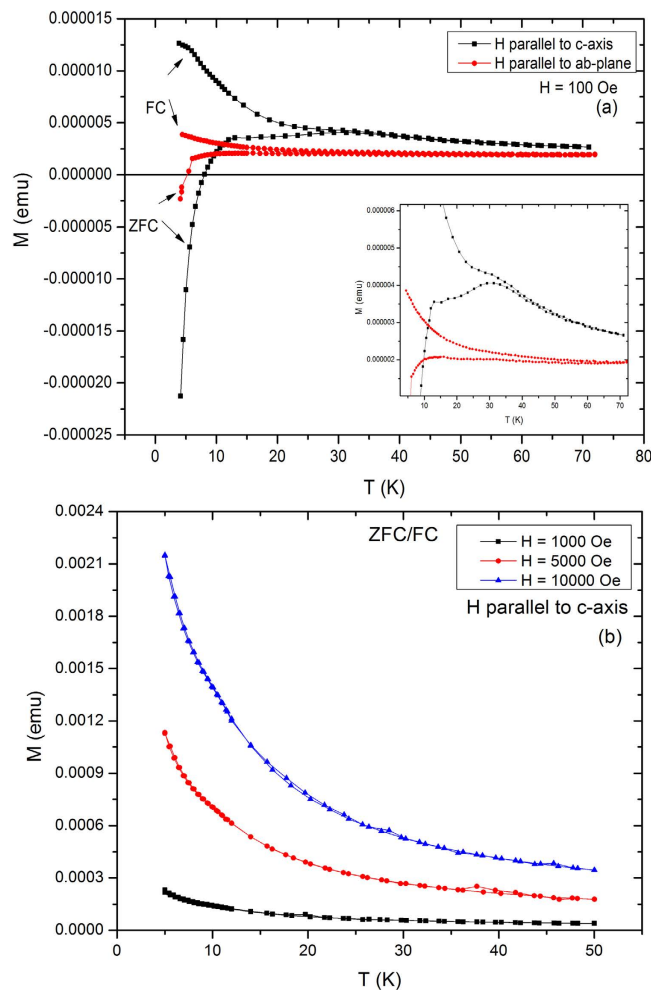 0.000015
0.000010
0.000005
0.000000
-0.000005
-0.000010
-0.000015
-0.000020
-0.000025
M (emu)
H parallel to c-axis
H parallel to ab-plane
H = 100 Oe
(a)
FC
ZFC
0.000006
0.000005
0.000004
0.000003
0.000002
M (emu)
10 20 30 40 50 60 70
T (K)
0 10 20 30 40 50 60 70 80
T (K)
0.0024
0.0021
0.0018
0.0015
0.0012
0.0009
0.0006
0.0003
0.0000
M (emu)
ZFC/FC
H = 1000 Oe
H = 5000 Oe
H = 10000 Oe
H parallel to c-axis
(b)
0 10 20 30 40 50
T (K)